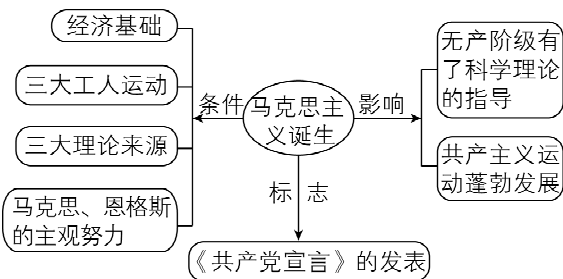 经济基础
三大工人运动
三大理论来源
马克思、恩格斯
的主观努力
条件
马克思主
义诞生
影响
无产阶级有
了科学理论
的指导
共产主义运
动蓬勃发展
标志
《共产党宣言》的发表